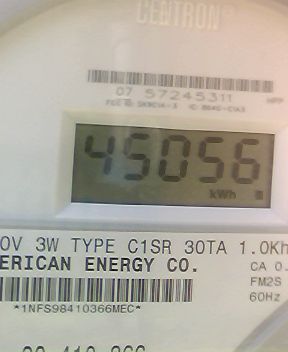 CENTRON
07 57245311
45056
kWh
0V 3W TYPE C1SR 30TA 1.0Kh
ERICAN ENERGY CO.
CA 0.
FM2S
60Hz
*1NFS98410366MEC*